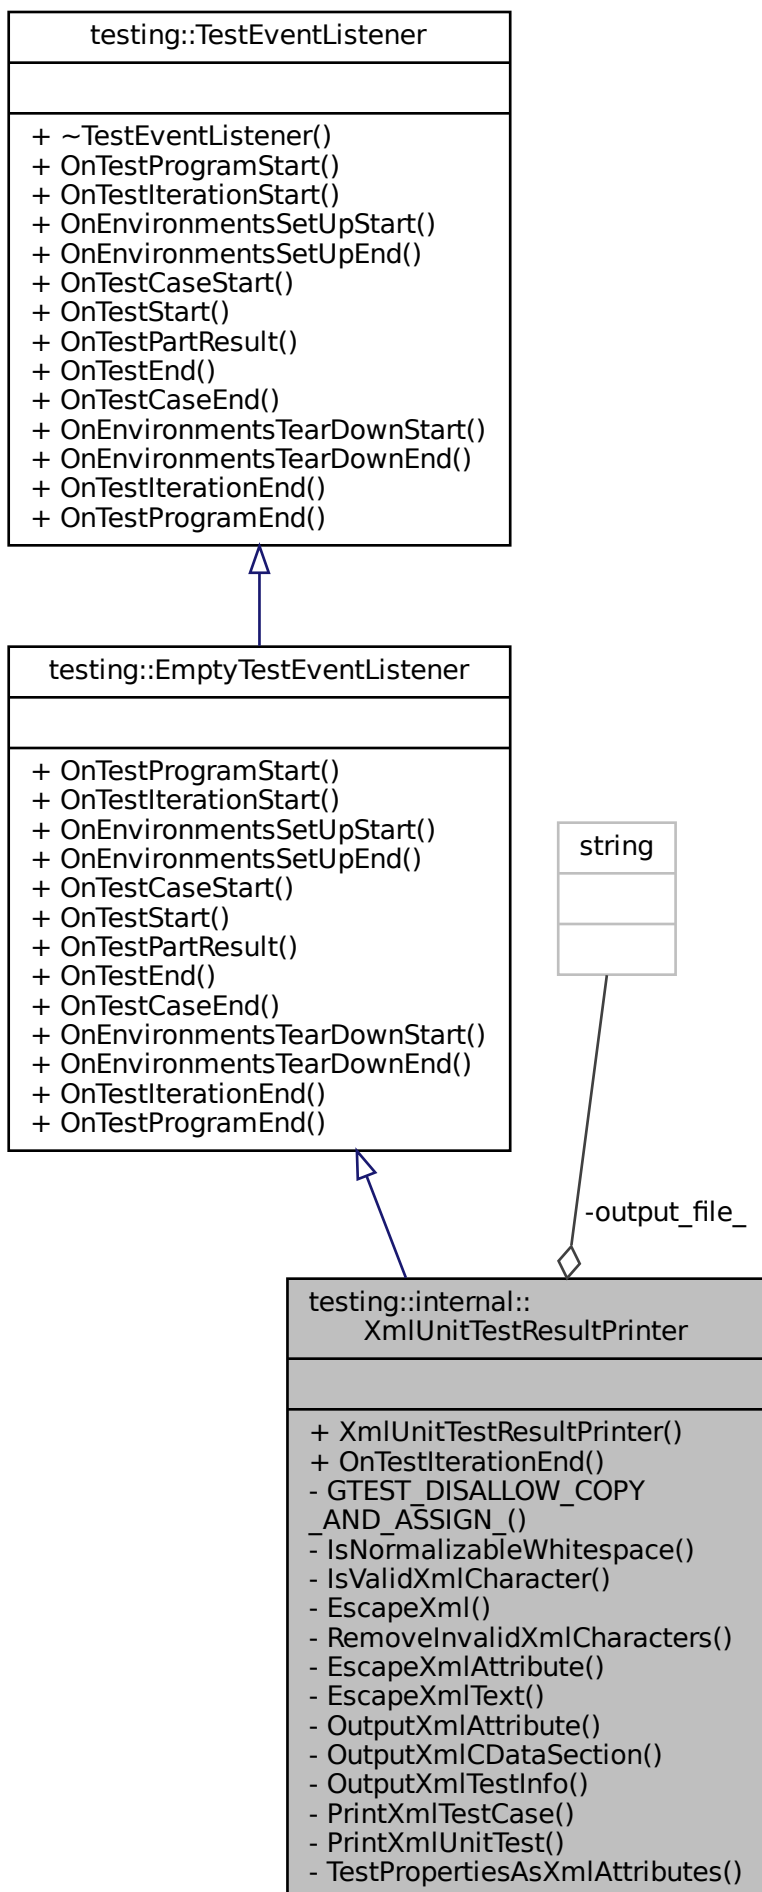 testing::TestEventListener
+ ~TestEventListener()
+ OnTestProgramStart()
+ OnTestIterationStart()
+ OnEnvironmentsSetUpStart()
+ OnEnvironmentsSetUpEnd()
+ OnTestCaseStart()
+ OnTestStart()
+ OnTestPartResult()
+ OnTestEnd()
+ OnTestCaseEnd()
+ OnEnvironmentsTearDownStart()
+ OnEnvironmentsTearDownEnd()
+ OnTestIterationEnd()
+ OnTestProgramEnd()
testing::EmptyTestEventListener
+ OnTestProgramStart()
+ OnTestIterationStart()
+ OnEnvironmentsSetUpStart()
+ OnEnvironmentsSetUpEnd()
+ OnTestCaseStart()
+ OnTestStart()
+ OnTestPartResult()
+ OnTestEnd()
+ OnTestCaseEnd()
+ OnEnvironmentsTearDownStart()
+ OnEnvironmentsTearDownEnd()
+ OnTestIterationEnd()
+ OnTestProgramEnd()
string
-output_file_
testing::internal::
XmlUnitTestResultPrinter
+ XmlUnitTestResultPrinter()
+ OnTestIterationEnd()
- GTEST_DISALLOW_COPY
_AND_ASSIGN_()
- IsNormalizableWhitespace()
- IsValidXmlCharacter()
- EscapeXml()
- RemoveInvalidXmlCharacters()
- EscapeXmlAttribute()
- EscapeXmlText()
- OutputXmlAttribute()
- OutputXmlCDataSection()
- OutputXmlTestInfo()
- PrintXmlTestCase()
- PrintXmlUnitTest()
- TestPropertiesAsXmlAttributes()